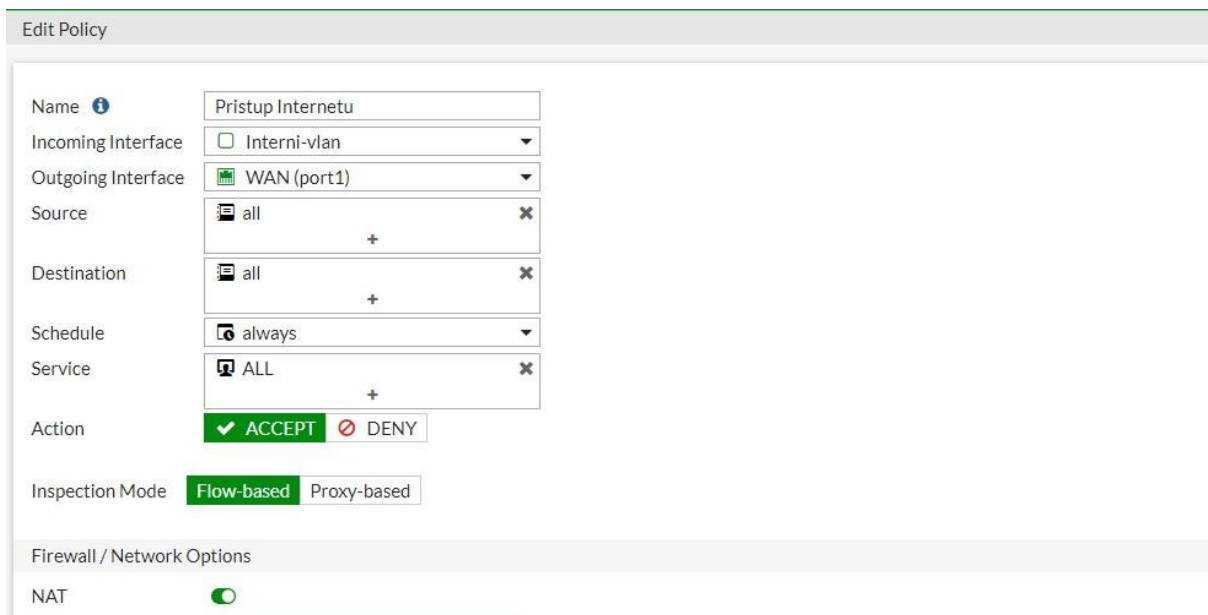 Edit Policy
Name Pristup Internetu
Incoming Interface Interni-vlan
Outgoing Interface WAN (port1)
Source all
+
Destination all
+
Schedule always
Service ALL
+
Action ACCEPT DENY
Inspection Mode Flow-based Proxy-based
Firewall / Network Options
NAT